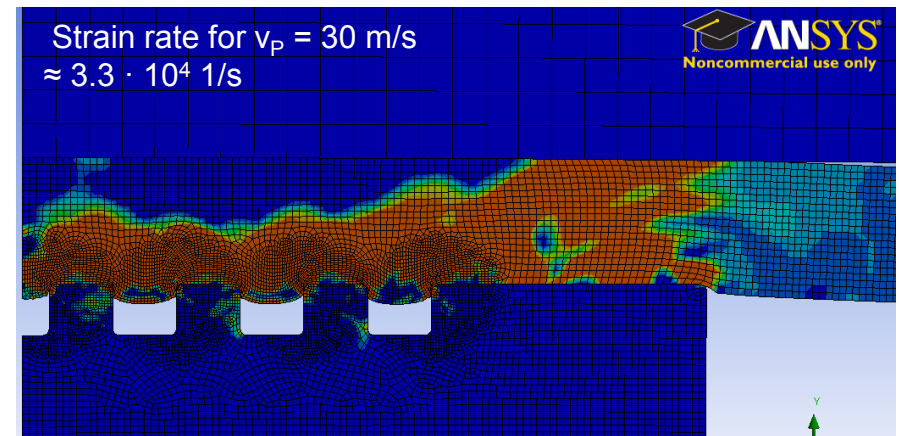 Strain rate for vₚ = 30 m/s
≈ 3.3 · 10⁴ 1/s
ANSYS
Noncommercial use only
Y